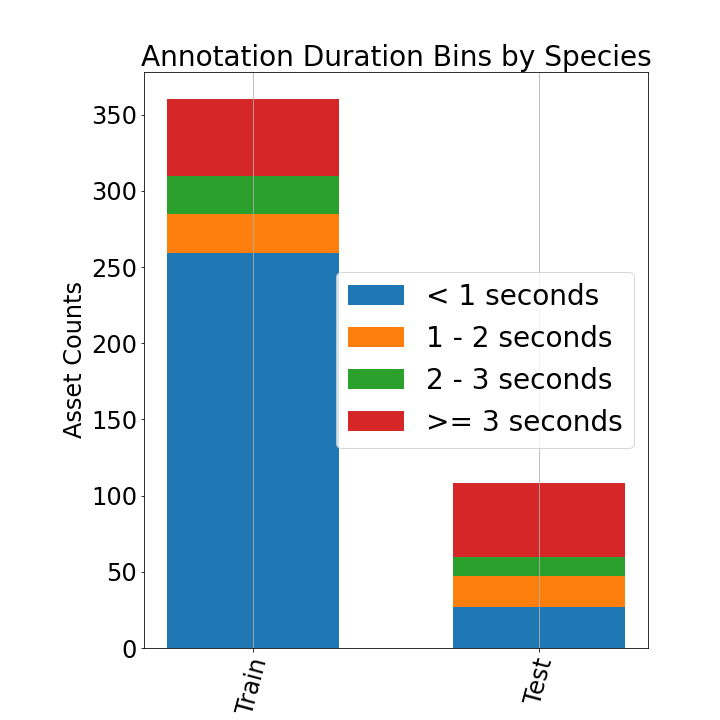 Annotation Duration Bins by Species
350
300
250
200
150
100
50
0
Asset Counts
< 1 seconds
1 - 2 seconds
2 - 3 seconds
>= 3 seconds
Train
Test